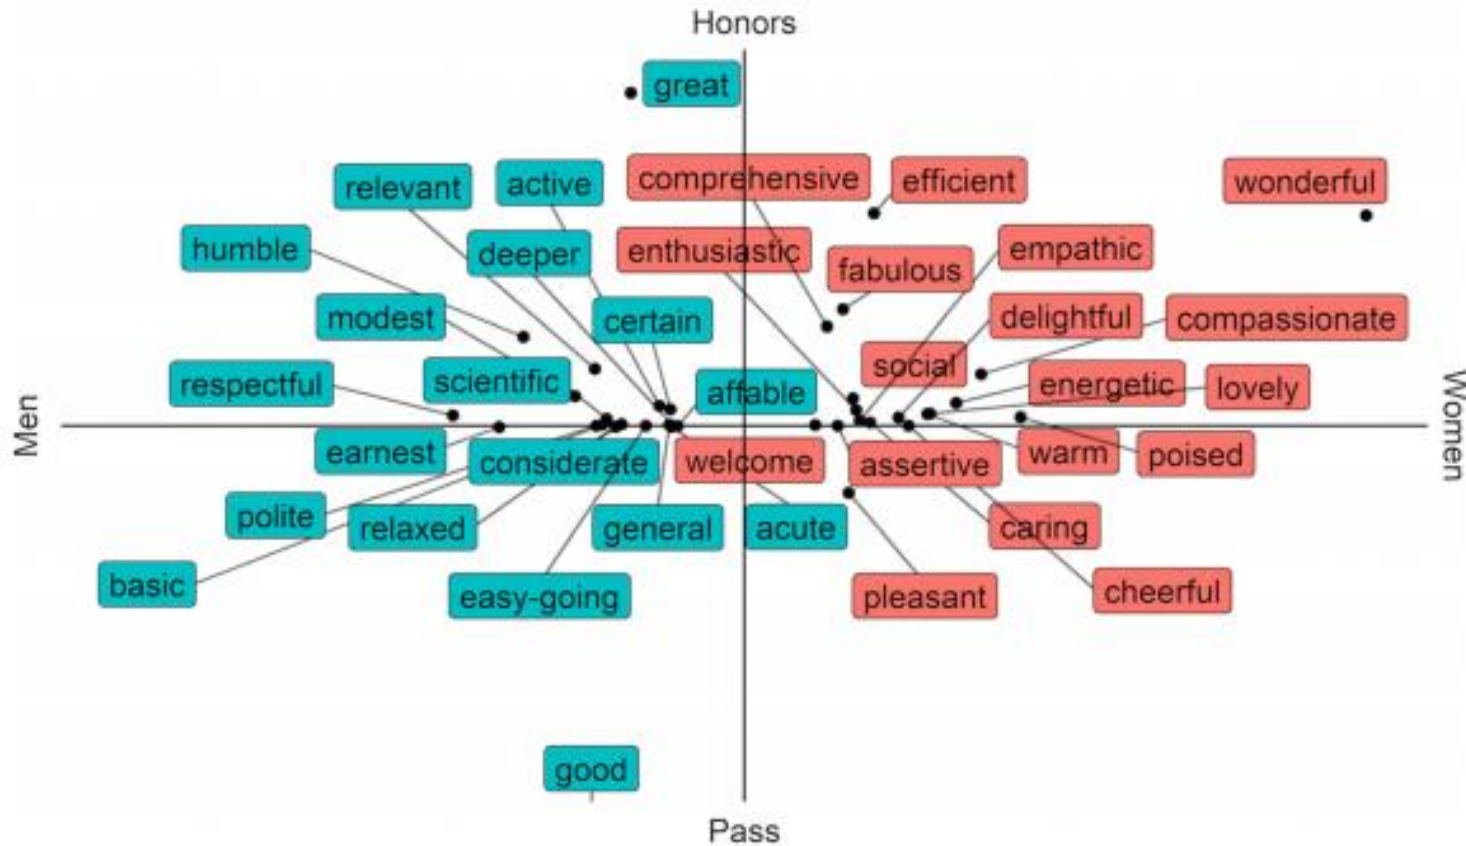 Honors
great
relevant
active
comprehensive
efficient
wonderful
humble
deeper
enthusiastic
fabulous
empathic
modest
certain
delightful
compassionate
respectful
scientific
affable
social
energetic
lovely
Men
Women
earnest
considerate
welcome
assertive
warm
poised
polite
relaxed
general
acute
caring
basic
easy-going
pleasant
cheerful
good
Pass